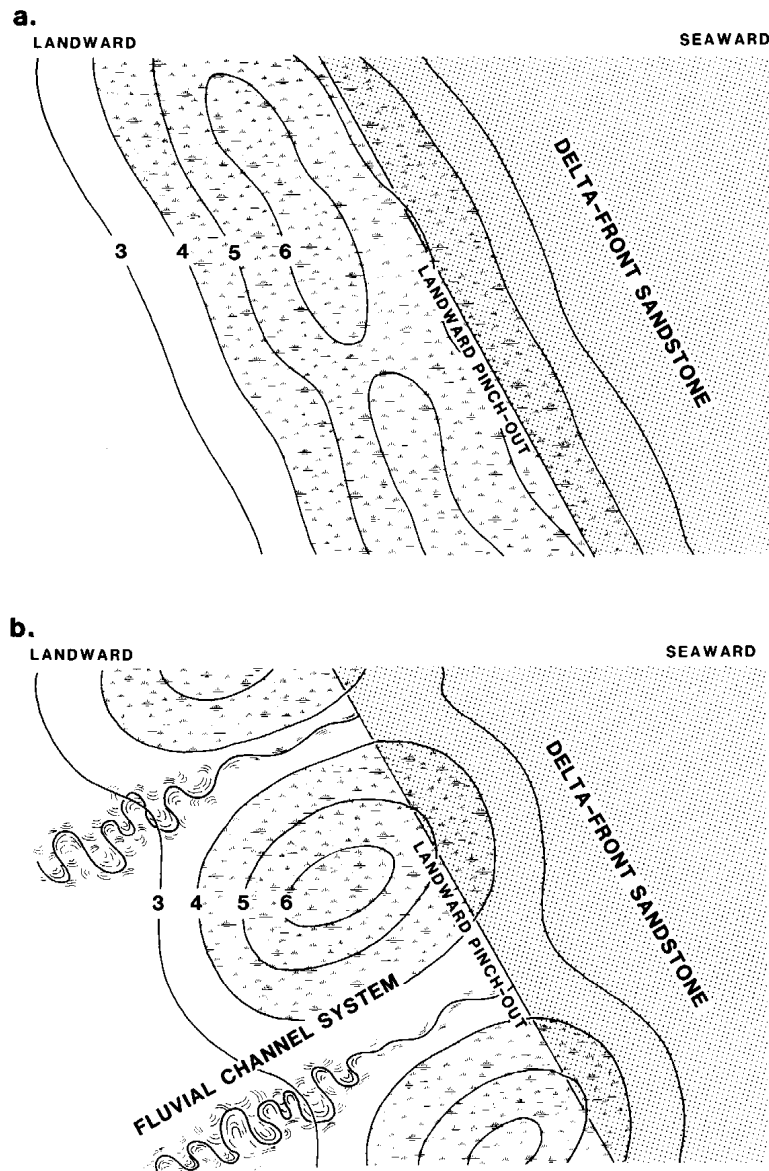 a.
LANDWARD
SEAWARD
DELTA-FRONT SANDSTONE
3 4 5 6
LANDWARD PINCH-OUT
b.
LANDWARD
SEAWARD
DELTA-FRONT SANDSTONE
LANDWARD PINCH-OUT
3 4 5 6
FLUVIAL CHANNEL SYSTEM